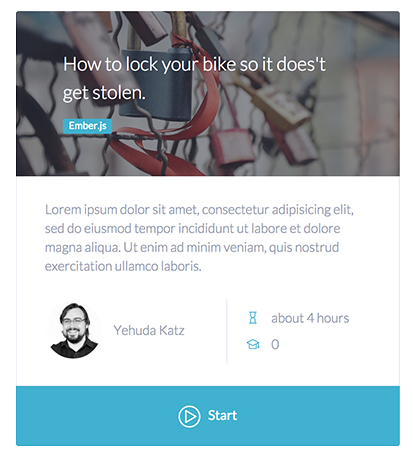 How to lock your bike so it does't
get stolen.
Ember.js
Lorem ipsum dolor sit amet, consectetur adipisicing elit,
sed do eiusmod tempor incididunt ut labore et dolore
magna aliqua. Ut enim ad minim veniam, quis nostrud
exercitation ullamco laboris.
Yehuda Katz
about 4 hours
0
Start